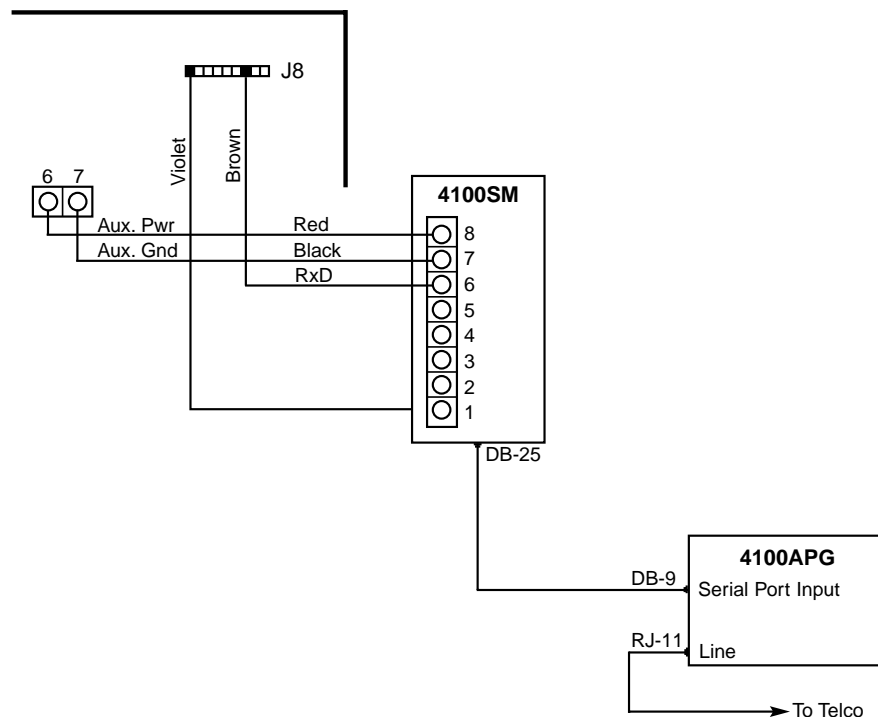 J8
Violet
Brown
6 7
4100SM
Aux. Pwr Red 8
Aux. Gnd Black 7
RxD 6
5
4
3
2
1
DB-25
4100APG
DB-9 Serial Port Input
RJ-11 Line
To Telco